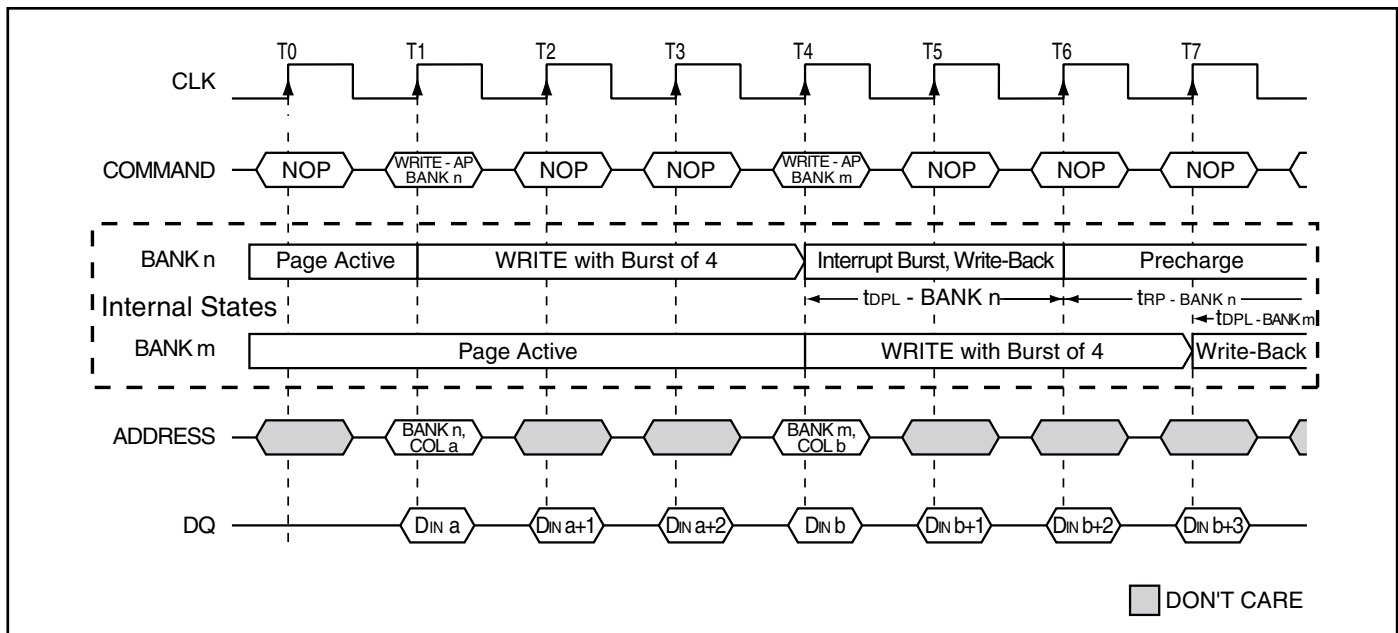 T0 T1 T2 T3 T4 T5 T6 T7
CLK
COMMAND NOP WRITE - AP BANK n NOP NOP WRITE - AP BANK m NOP NOP NOP
BANK n Page Active WRITE with Burst of 4 Interrupt Burst, Write-Back Precharge
tDPL - BANK n tRP - BANK n
Internal States
tDPL - BANK m
BANK m Page Active WRITE with Burst of 4 Write-Back
ADDRESS BANK n, COL a BANK m, COL b
DQ DIN a DIN a+1 DIN a+2 DIN b DIN b+1 DIN b+2 DIN b+3
DON'T CARE